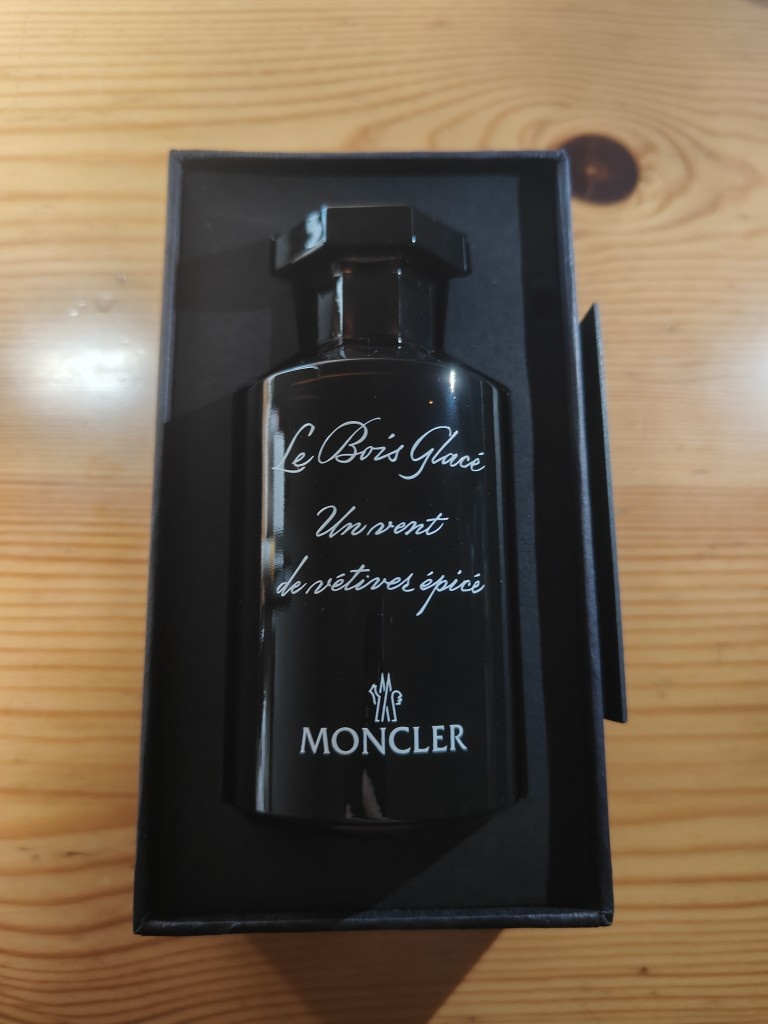 Le Bois Glacé
Un vent
de vétiver épicé
MONCLER